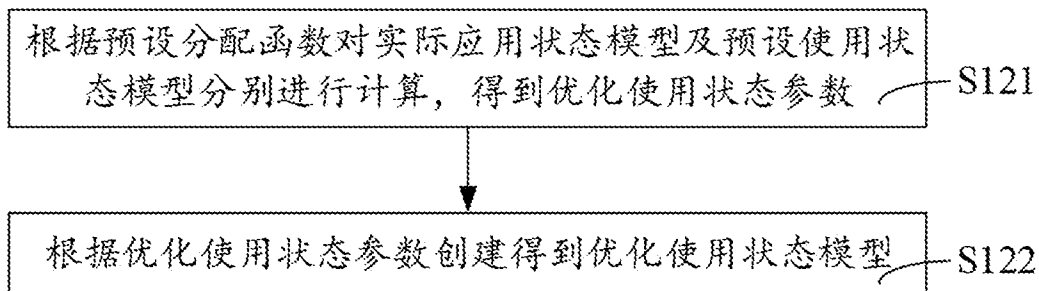 根据预设分配函数对实际应用状态模型及预设使用状
态模型分别进行计算，得到优化使用状态参数
S121
根据优化使用状态参数创建得到优化使用状态模型
S122